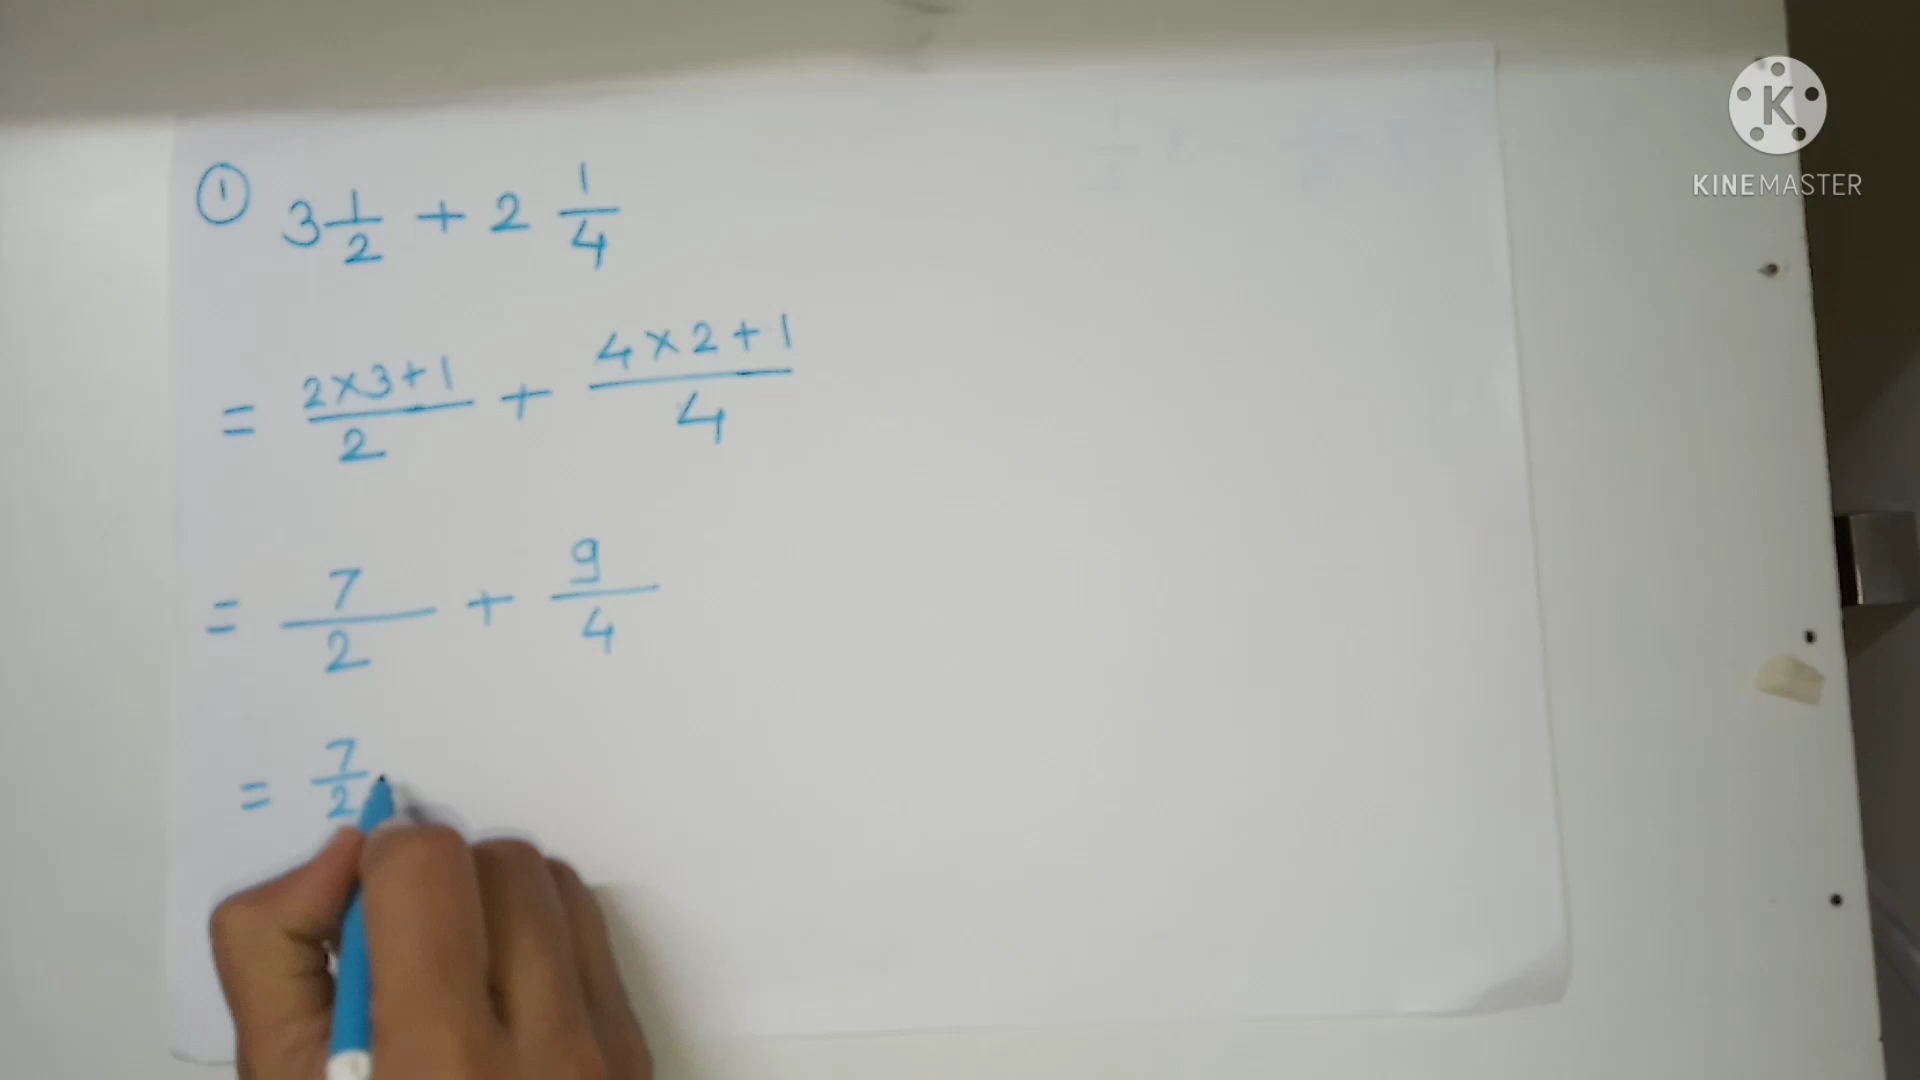 ① 3 1/2 + 2 1/4
= 2×3+1/2 + 4×2+1/4
= 7/2 + 9/4
= 7/2
K
KINEMASTER